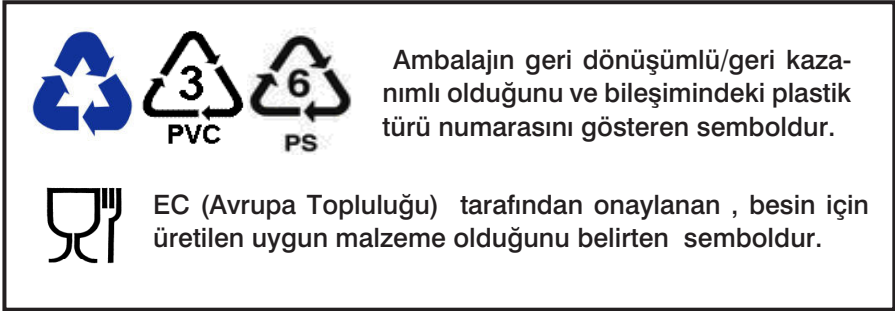 3
PVC
6
PS
Ambalajın geri dönüşümlü/geri kaza-
nımlı olduğunu ve bileşimindeki plastik
türü numarasını gösteren semboldur.
EC (Avrupa Topluluğu) tarafından onaylanan , besin için
üretilen uygun malzeme olduğunu belirten semboldur.